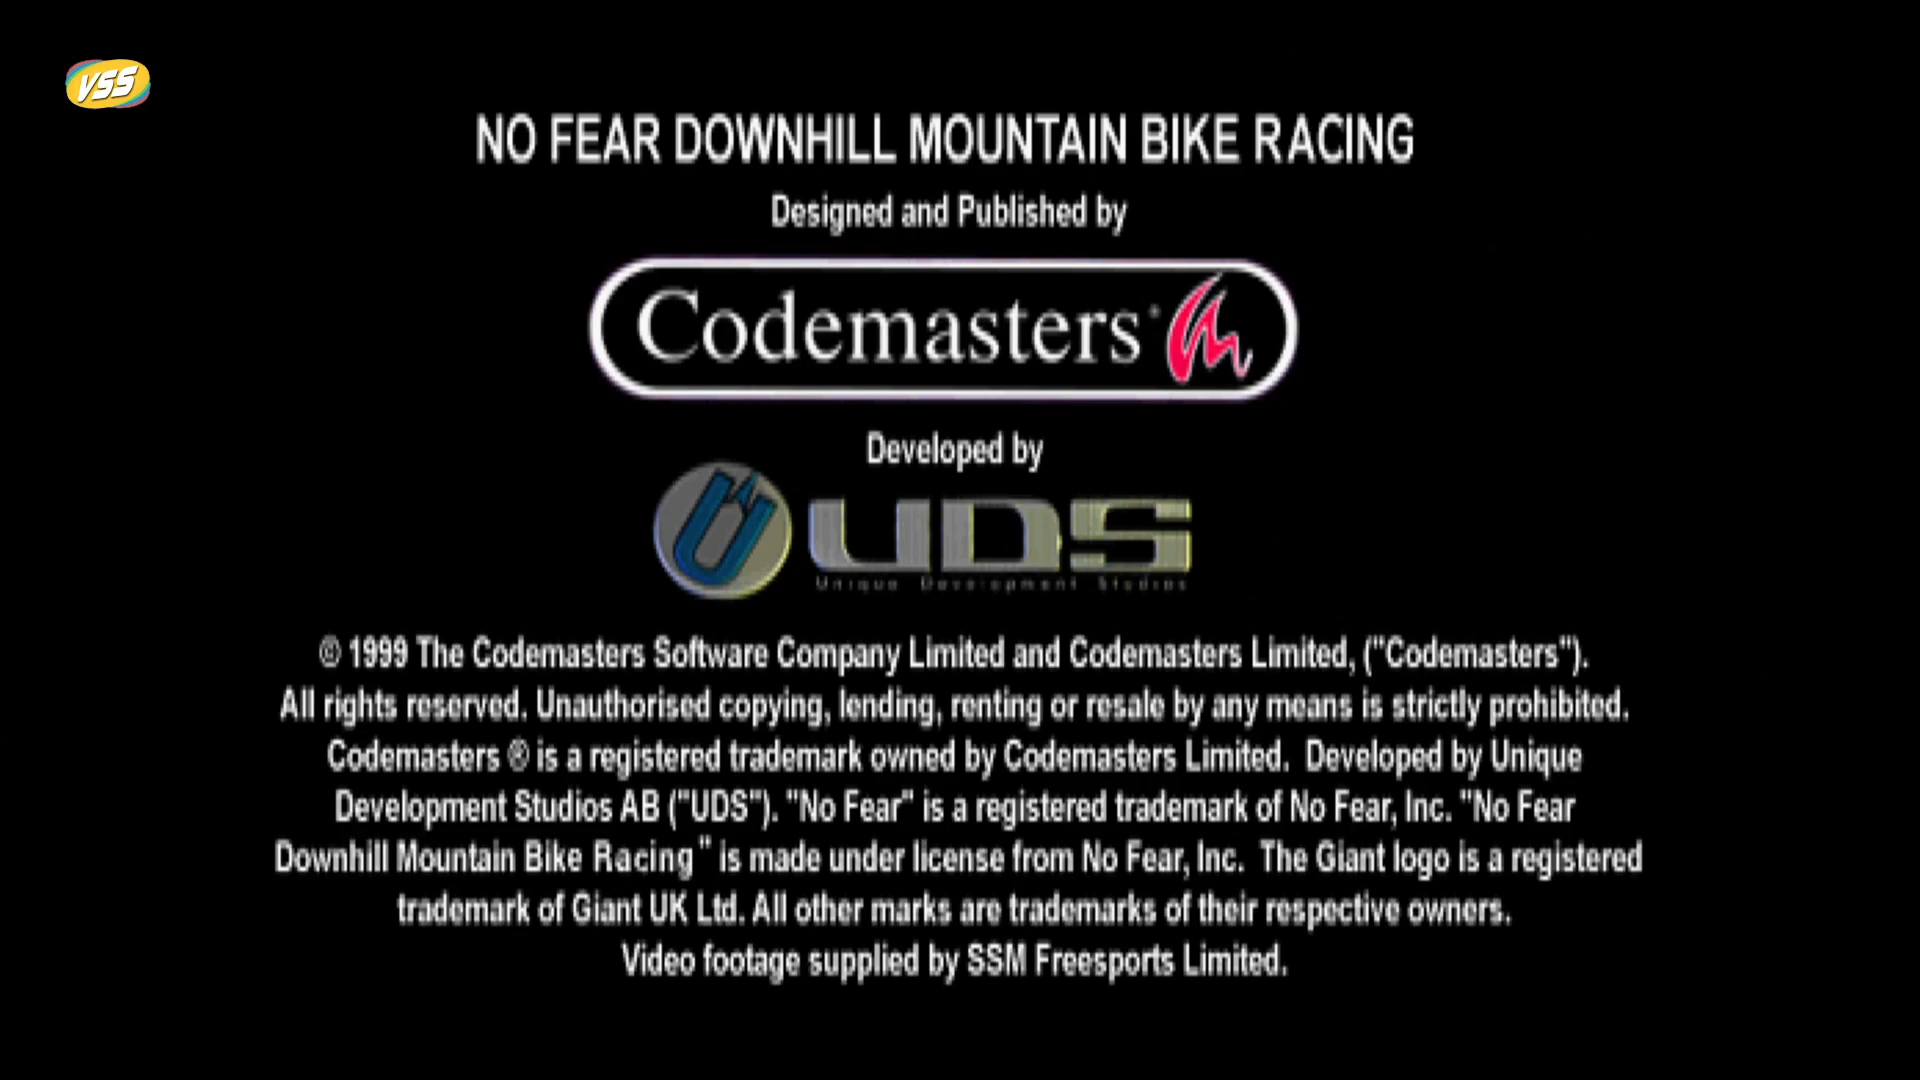 VSS
NO FEAR DOWNHILL MOUNTAIN BIKE RACING
Designed and Published by
Codemasters®
Developed by
UDS
Unique Development Studios
© 1999 The Codemasters Software Company Limited and Codemasters Limited, ("Codemasters").
All rights reserved. Unauthorised copying, lending, renting or resale by any means is strictly prohibited.
Codemasters ® is a registered trademark owned by Codemasters Limited. Developed by Unique
Development Studios AB ("UDS"). "No Fear" is a registered trademark of No Fear, Inc. "No Fear
Downhill Mountain Bike Racing" is made under license from No Fear, Inc. The Giant logo is a registered
trademark of Giant UK Ltd. All other marks are trademarks of their respective owners.
Video footage supplied by SSM Freesports Limited.